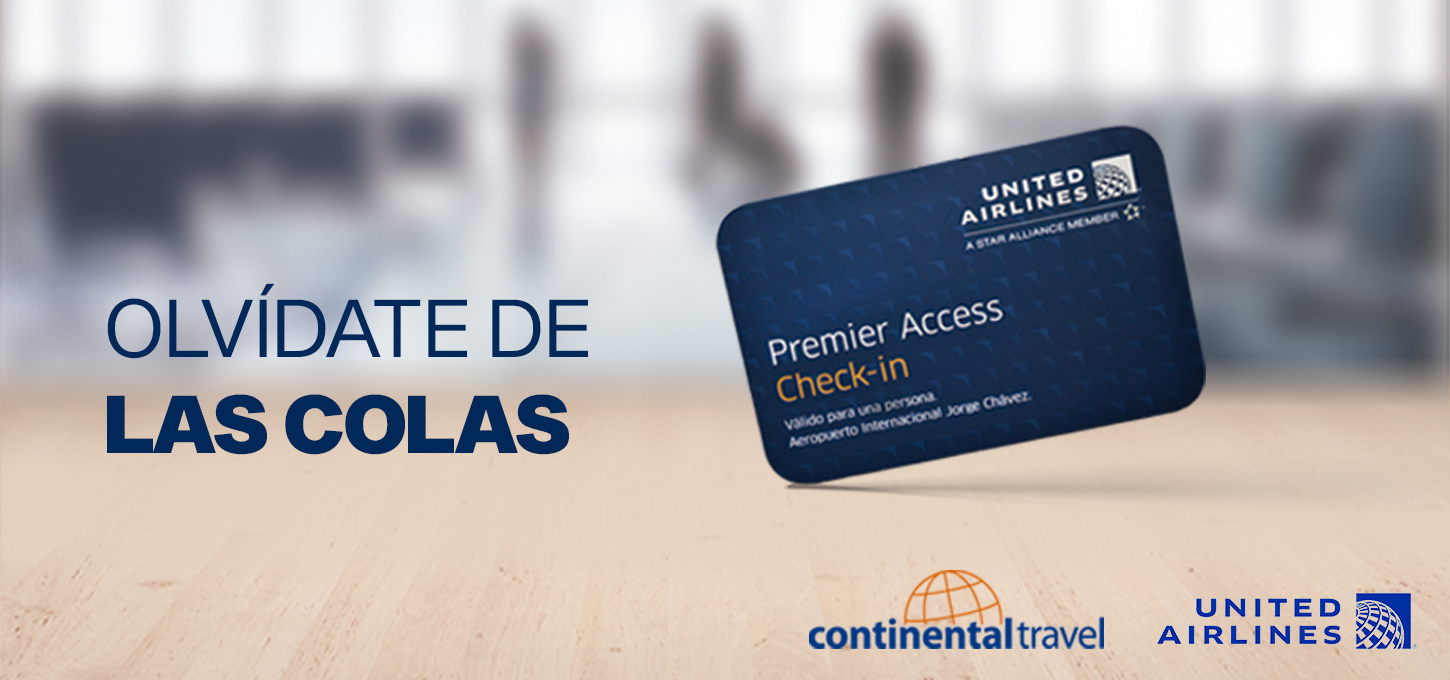 OLVÍDATE DE
LAS COLAS
UNITED
AIRLINES
A STAR ALLIANCE MEMBER
Premier Access
Check-in
Válido para una persona.
Aeropuerto Internacional Jorge Chávez.
continentaltravel
UNITED
AIRLINES